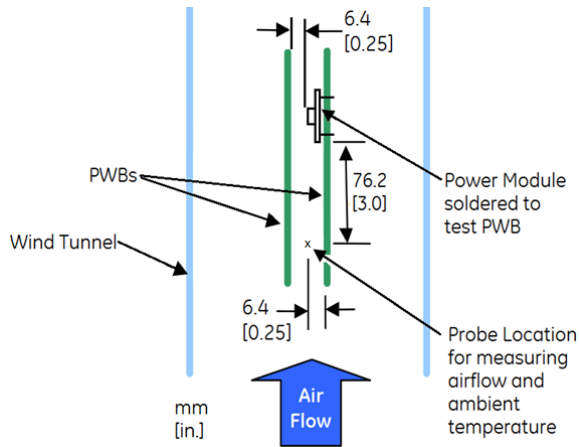 6.4
[0.25]
PWBs
76.2
[3.0]
Power Module
soldered to
test PWB
Wind Tunnel
x
6.4
[0.25]
Probe Location
for measuring
airflow and
ambient
temperature
Air
Flow
mm
[in.]